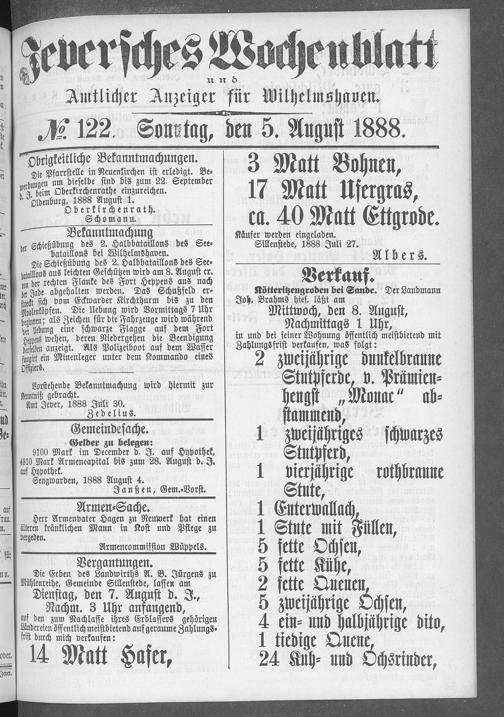 Jeversches Wochenblatt
und
Amtlicher Anzeiger für Wilhelmshaven.
№ 122. Sonntag, den 5. August 1888.
Obrigkeitliche Bekanntmachungen.
Die Pfarrstelle in Neuenkirchen ist erledigt. Be-
werbungen um dieselbe sind bis zum 22. September
d. J. beim Oberkirchenrathe einzureichen.
Oldenburg, 1888 August 1.
Oberkirchenrath.
Schomann.
Bekanntmachung
der Schießübung des 2. Halbbataillons des See-
bataillons bei Wilhelmshaven.
Die Schießübung des 2. Halbbataillons des See-
bataillons aus leichten Geschützen wird am 8. August cr.
an der rechten Flanke des Fort Heppens aus nach
der Jade abgehalten werden. Das Schußfeld er-
streckt sich vom Eckwarder Kirchthurm bis zu den
Molenköpfen. Die Uebung wird Vormittags 7 Uhr
beginnen; als Zeichen für die Fahrzeuge wird während
der Uebung eine schwarze Flagge auf dem Fort
Heppens wehen, deren Niedergehen die Beendigung
derselben anzeigt. Als Polizeiboot auf dem Wasser
fungirt ein Minenleger unter dem Kommando eines
Offiziers.
Vorstehende Bekanntmachung wird hiermit zur
Kenntniß gebracht.
Amt Jever, 1888 Juli 30.
Zedelius.
Gemeindesache.
Gelder zu belegen:
9100 Mark im December d. J. auf Hypothek,
4910 Mark Armencapital bis zum 28. August d. J.
auf Hypothek.
Sengwarden, 1888 August 4.
Janßen, Gem.-Vorst.
Armen-Sache.
Herr Armenvater Hagen zu Neuwerk hat einen
älteren kränklichen Mann in Kost und Pflege zu
vergeben.
Armencommission Wüppels.
Vergantungen.
Die Erben des Landwirths A. B. Jürgens zu
Mühlenreihe, Gemeinde Sillenstede, lassen am
Dienstag, den 7. August d. J.,
Nachm. 3 Uhr anfangend,
auf den zum Nachlasse ihres Erblassers gehörigen
Ländereien öffentlich meistbietend auf geraume Zahlungs-
frist durch mich verkaufen:
14 Matt Hafer,
3 Matt Bohnen,
17 Matt Ufergras,
ca. 40 Matt Ettgrode.
Käufer werden eingeladen.
Sillenstede, 1888 Juli 27.
Albers.
Verkauf.
Kötteritzengroden bei Sande. Der Landmann
Joh. Brahms hies. läßt am
Mittwoch, den 8. August,
Nachmittags 1 Uhr,
in und bei seiner Wohnung öffentlich meistbietend mit
Zahlungsfrist verkaufen, was folgt:
2 zweijährige dunkelbraune
Stutpferde, v. Prämien-
hengst „Monac" ab-
stammend,
1 zweijähriges schwarzes
Stutpferd,
1 vierjährige rothbraune
Stute,
1 Enterwallach,
1 Stute mit Füllen,
5 fette Ochsen,
5 fette Kühe,
2 fette Quenen,
5 zweijährige Ochsen,
4 ein- und halbjährige dito,
1 tiedige Quene,
24 Kuh- und Ochsrinder,